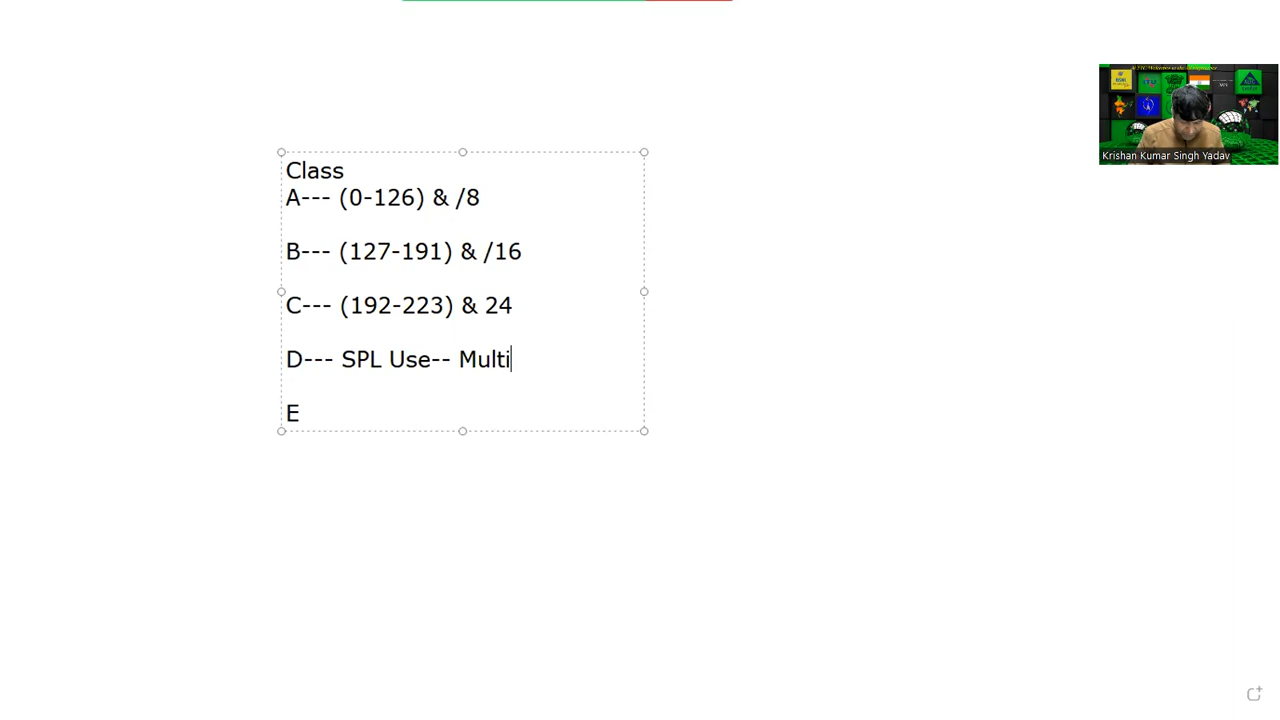 Class
A--- (0-126) & /8
B--- (127-191) & /16
C--- (192-223) & 24
D--- SPL Use-- Multi
E
Krishan Kumar Singh Yadav